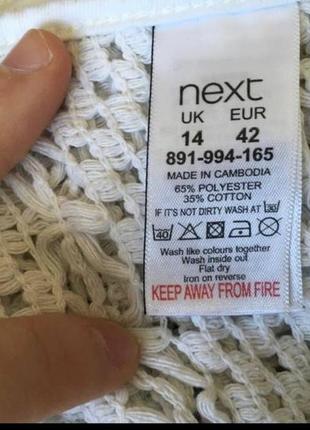 next
UK EUR
14 42
891-994-165
MADE IN CAMBODIA
65% POLYESTER
35% COTTON
IF IT'S NOT DIRTY WASH AT 30
40
Wash like colours together
Wash inside out
Flat dry
Iron on reverse
KEEP AWAY FROM FIRE